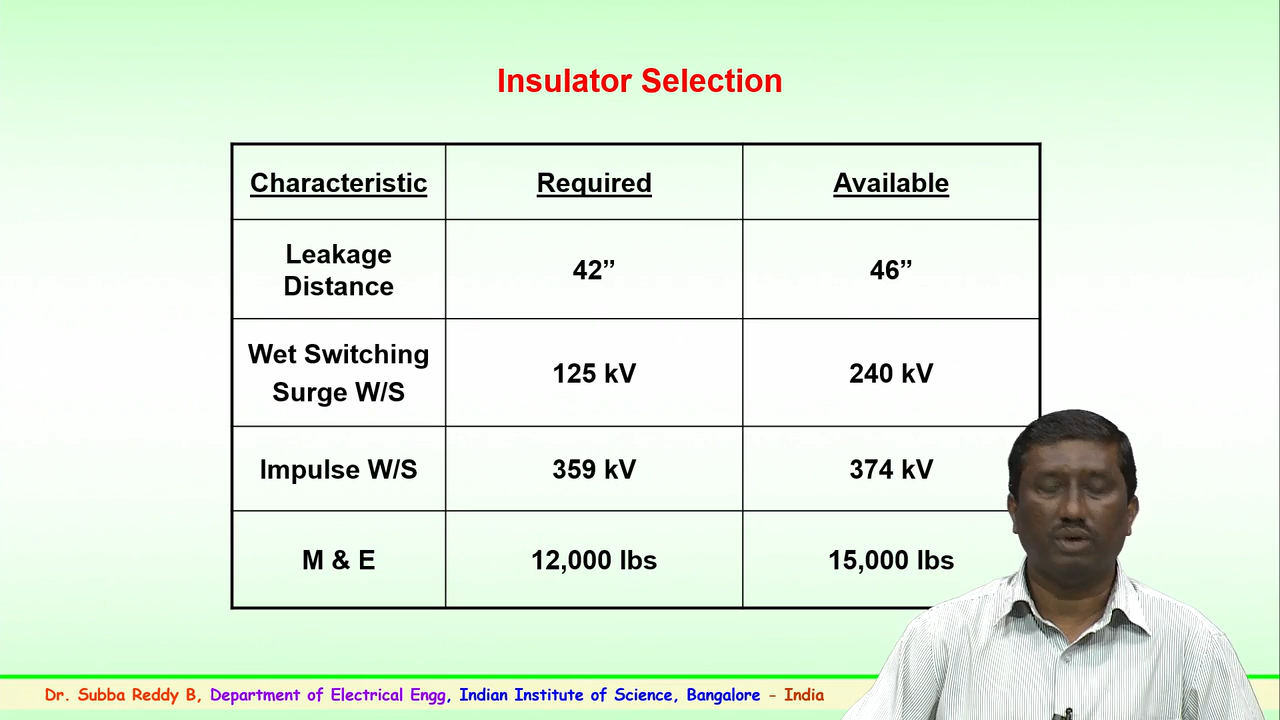 Insulator Selection
Characteristic Required Available
Leakage
Distance 42” 46”
Wet Switching
Surge W/S 125 kV 240 kV
Impulse W/S 359 kV 374 kV
M & E 12,000 lbs 15,000 lbs
Dr. Subba Reddy B, Department of Electrical Engg, Indian Institute of Science, Bangalore - India